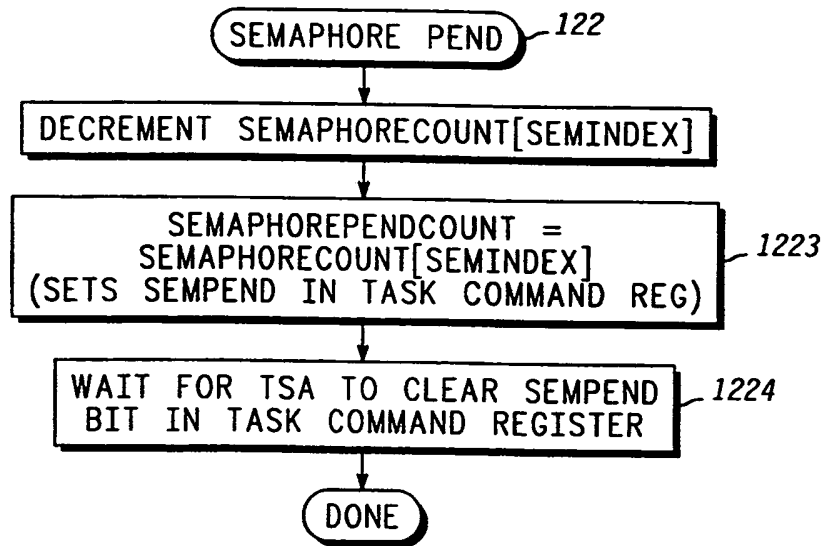 SEMAPHORE PEND
122
DECREMENT SEMAPHORECOUNT[SEMINDEX]
SEMAPHOREPENDCOUNT =
SEMAPHORECOUNT[SEMINDEX]
(SETS SEMPEND IN TASK COMMAND REG)
1223
WAIT FOR TSA TO CLEAR SEMPEND
BIT IN TASK COMMAND REGISTER
1224
DONE